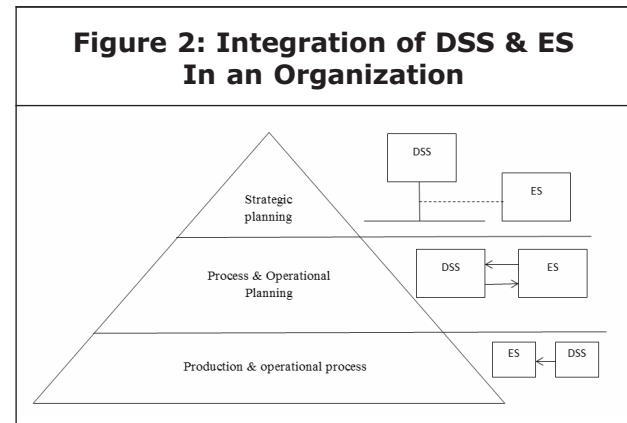 Figure 2: Integration of DSS & ES
In an Organization
DSS
ES
Strategic
planning
DSS
ES
Process & Operational
Planning
ES
DSS
Production & operational process